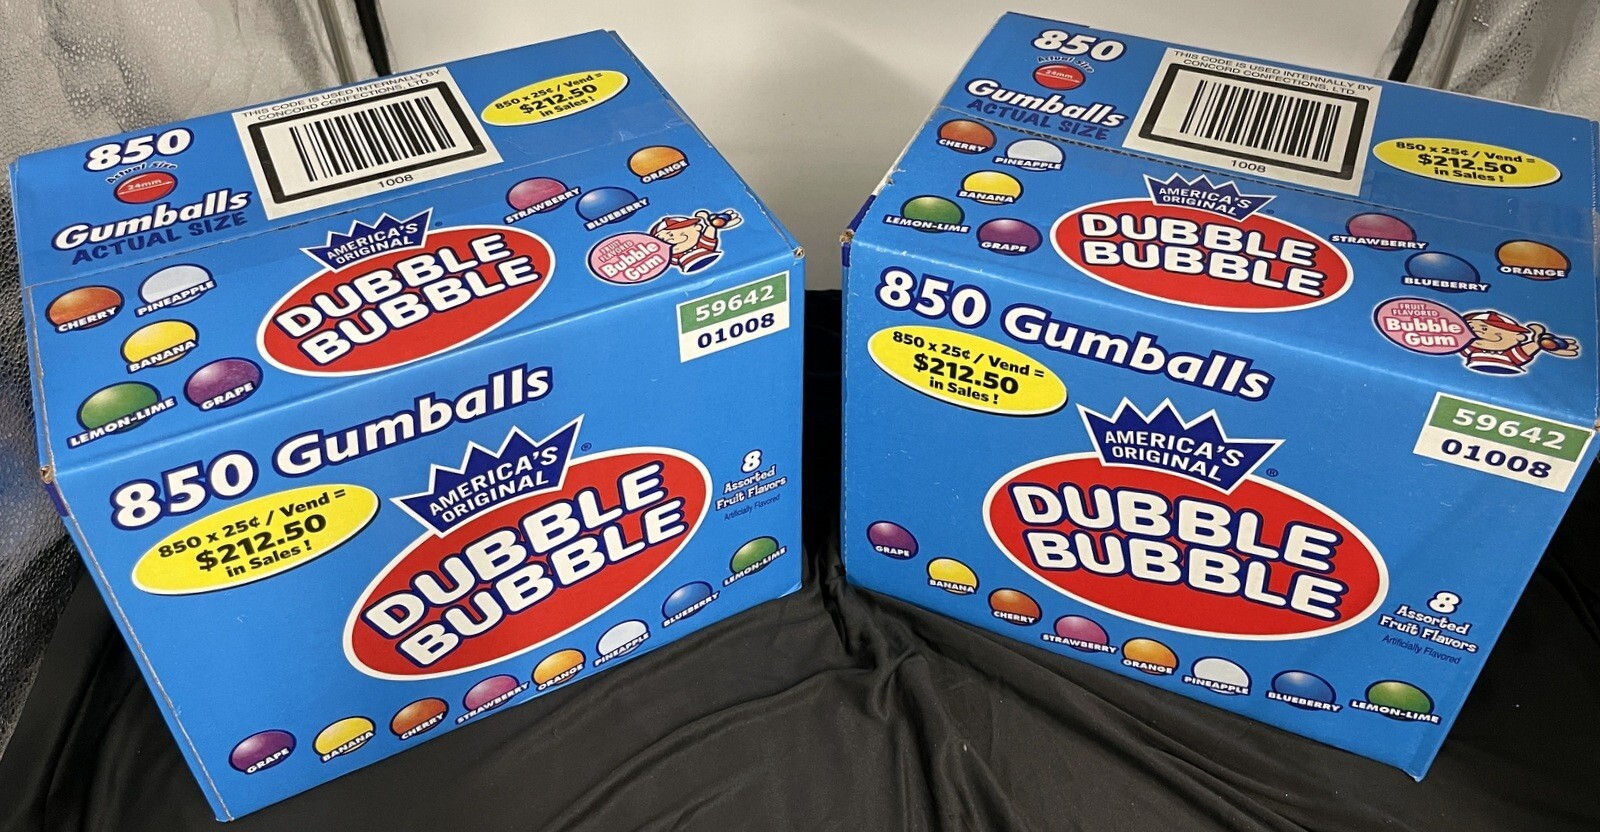 850
Actual Size
24mm
Gumballs
ACTUAL SIZE
THIS CODE IS USED INTERNALLY BY
CONCORD CONFECTIONS, LTD.
1008
850 x 25¢ / Vend =
$212.50
in Sales!
CHERRY
PINEAPPLE
BANANA
LEMON-LIME
GRAPE
AMERICA'S
ORIGINAL
DUBBLE
BUBBLE
STRAWBERRY
BLUEBERRY
ORANGE
FRUIT
FLAVORED
Bubble
Gum
59642
01008
850 Gumballs
850 x 25¢ / Vend =
$212.50
in Sales!
AMERICA'S
ORIGINAL
®
DUBBLE
BUBBLE
8
Assorted
Fruit Flavors
Artificially Flavored
GRAPE
BANANA
CHERRY
STRAWBERRY
ORANGE
PINEAPPLE
BLUEBERRY
LEMON-LIME
850
Actual Size
24mm
Gumballs
ACTUAL SIZE
THIS CODE IS USED INTERNALLY BY
CONCORD CONFECTIONS, LTD.
1008
850 x 25¢ / Vend =
$212.50
in Sales!
CHERRY
PINEAPPLE
BANANA
LEMON-LIME
GRAPE
AMERICA'S
ORIGINAL
DUBBLE
BUBBLE
STRAWBERRY
BLUEBERRY
ORANGE
FRUIT
FLAVORED
Bubble
Gum
59642
01008
850 Gumballs
850 x 25¢ / Vend =
$212.50
in Sales!
AMERICA'S
ORIGINAL
®
DUBBLE
BUBBLE
8
Assorted
Fruit Flavors
Artificially Flavored
GRAPE
BANANA
CHERRY
STRAWBERRY
ORANGE
PINEAPPLE
BLUEBERRY
LEMON-LIME